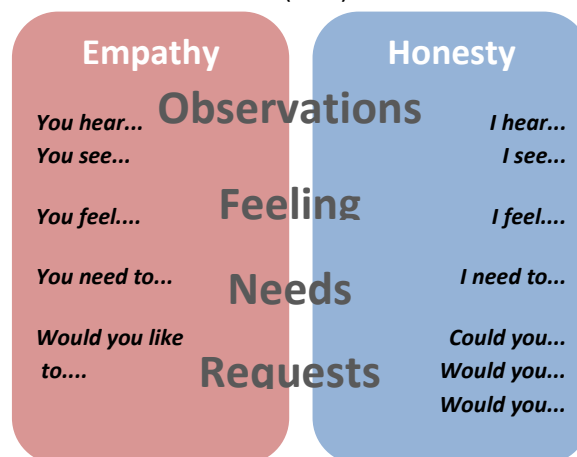 Empathy
Honesty
Observations
You hear...
I hear...
You see...
I see...
Feeling
You feel....
I feel....
You need to...
I need to...
Needs
Would you like
Could you...
to....
Would you...
Requests
Would you...